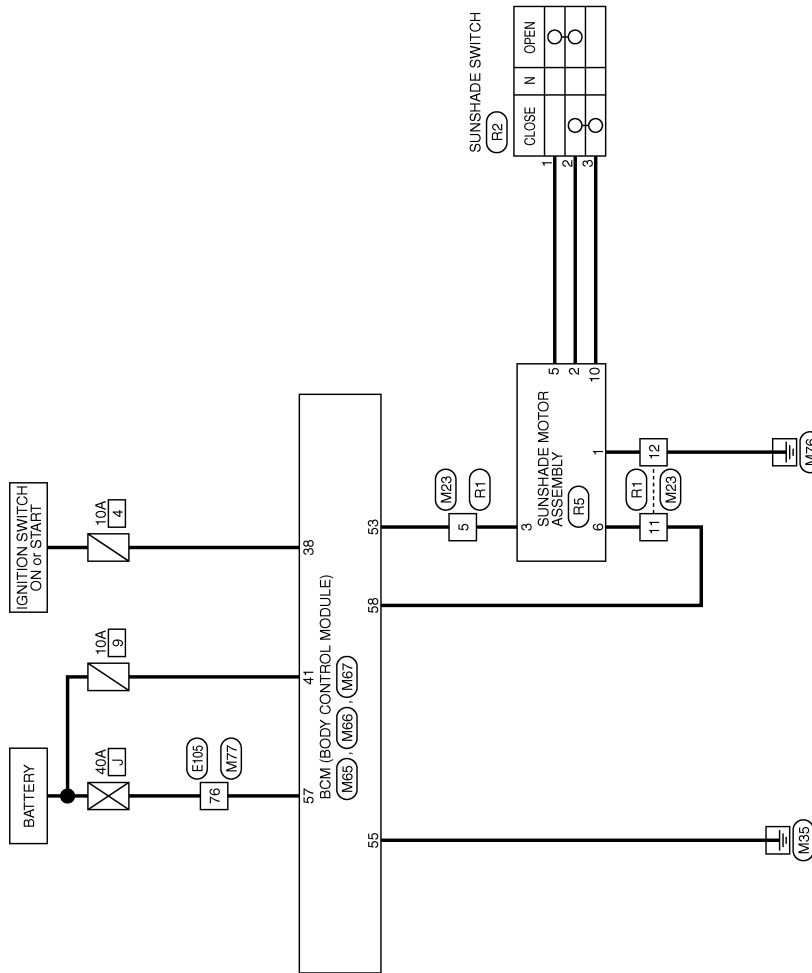 BATTERY
IGNITION SWITCH
ON or START
40A
J
10A
9
10A
4
E105
76
M77
57
41
38
BCM (BODY CONTROL MODULE)
M65 , M66 , M67
55
58
53
M23
5
R1
3
SUNSHADE MOTOR
ASSEMBLY
R5
6
1
5
2
10
R1
11
12
M23
SUNSHADE SWITCH
R2
CLOSE
N
OPEN
1
2
3
M35
M76